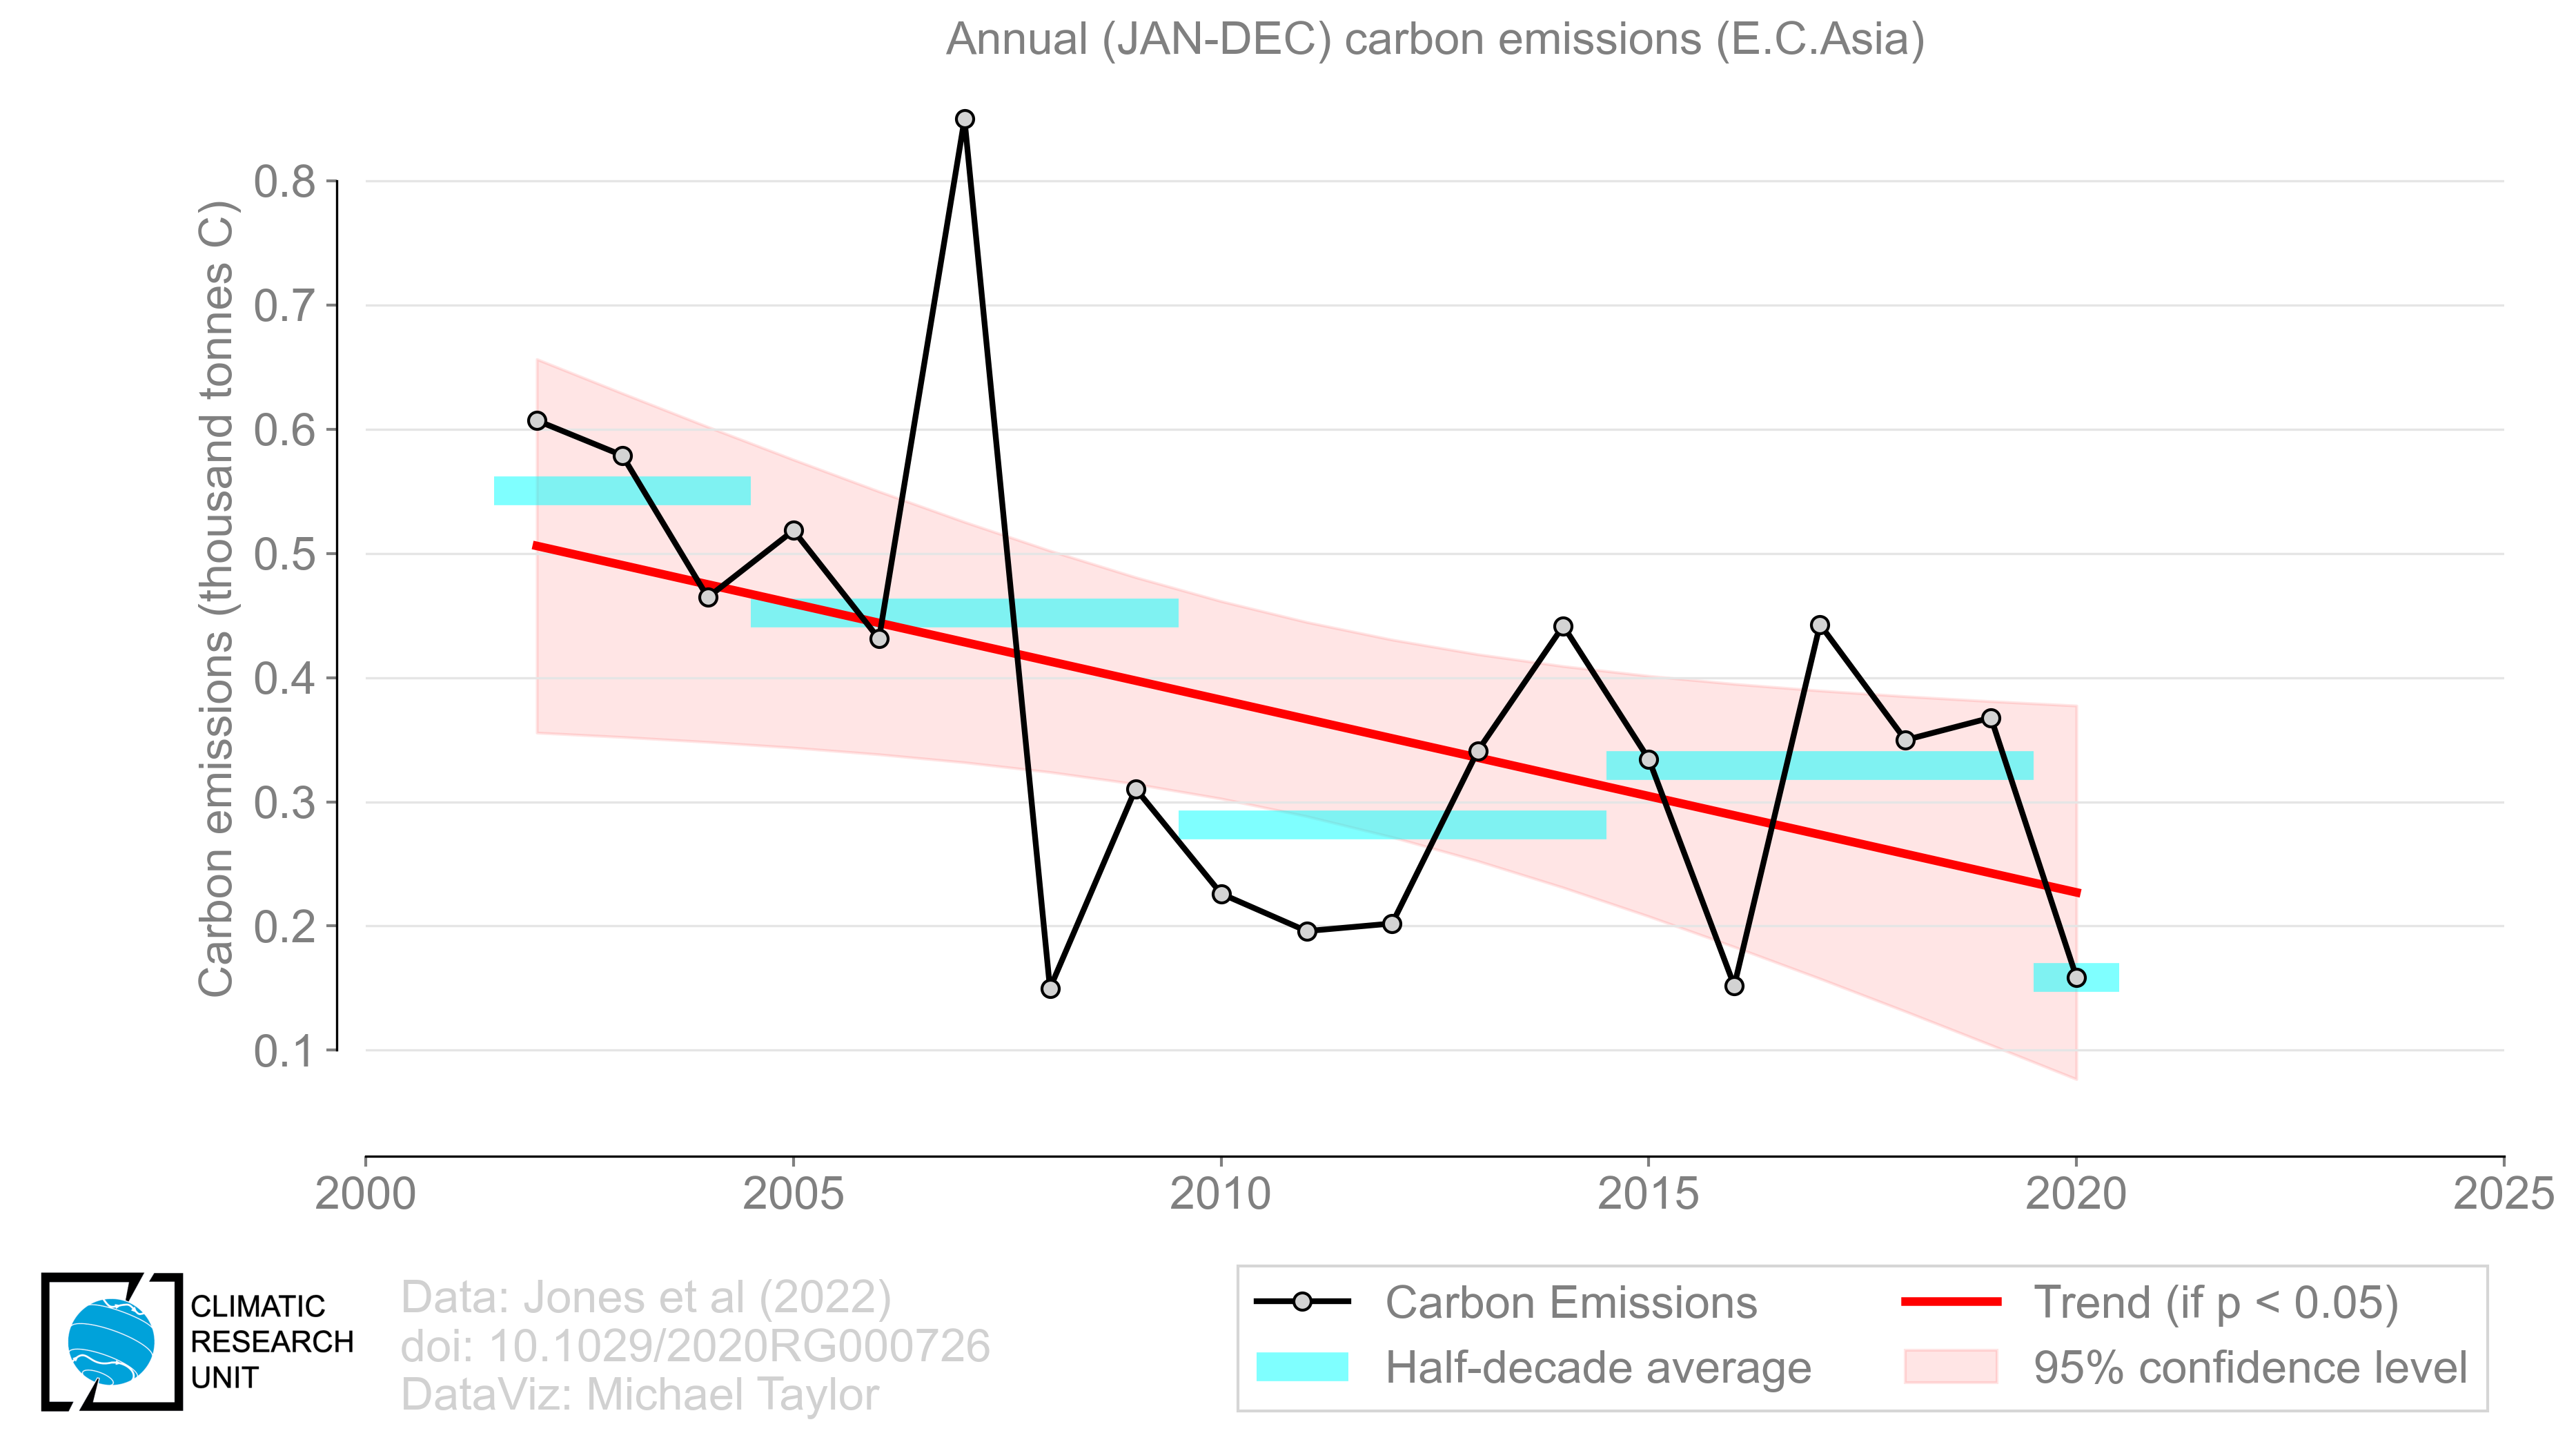 Annual (JAN-DEC) carbon emissions (E.C.Asia)
Carbon emissions (thousand tonnes C)
0.8
0.7
0.6
0.5
0.4
0.3
0.2
0.1
2000 2005 2010 2015 2020 2025
CLIMATIC
RESEARCH
UNIT
Data: Jones et al (2022)
doi: 10.1029/2020RG000726
DataViz: Michael Taylor
Carbon Emissions
Half-decade average
Trend (if p < 0.05)
95% confidence level